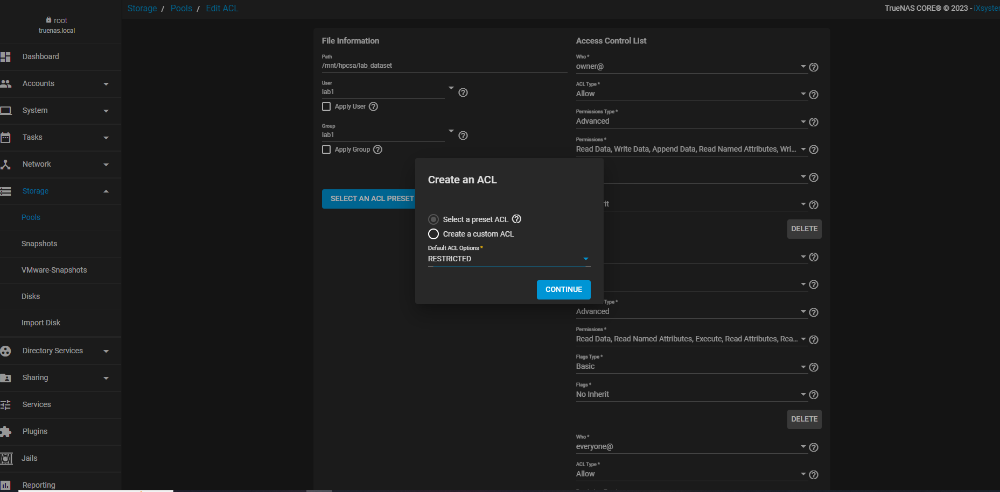 Storage / Pools / Edit ACL
TrueNAS CORE® © 2023 - iXsystem
root
truenas.local
Dashboard
Accounts
System
Tasks
Network
Storage
Pools
Snapshots
VMware-Snapshots
Disks
Import Disk
Directory Services
Sharing
Services
Plugins
Jails
Reporting
File Information
Path
/mnt/hpcsa/lab_dataset
User
lab1
Apply User
Group
lab1
Apply Group
SELECT AN ACL PRESET
Create an ACL
Select a preset ACL
Create a custom ACL
Default ACL Options *
RESTRICTED
CONTINUE
Access Control List
Who *
owner@
ACL Type *
Allow
Permissions Type *
Advanced
Permissions *
Read Data, Write Data, Append Data, Read Named Attributes, Wri...
rit
DELETE
Type *
Advanced
Permissions *
Read Data, Read Named Attributes, Execute, Read Attributes, Rea...
Flags Type *
Basic
Flags *
No Inherit
DELETE
Who *
everyone@
ACL Type *
Allow